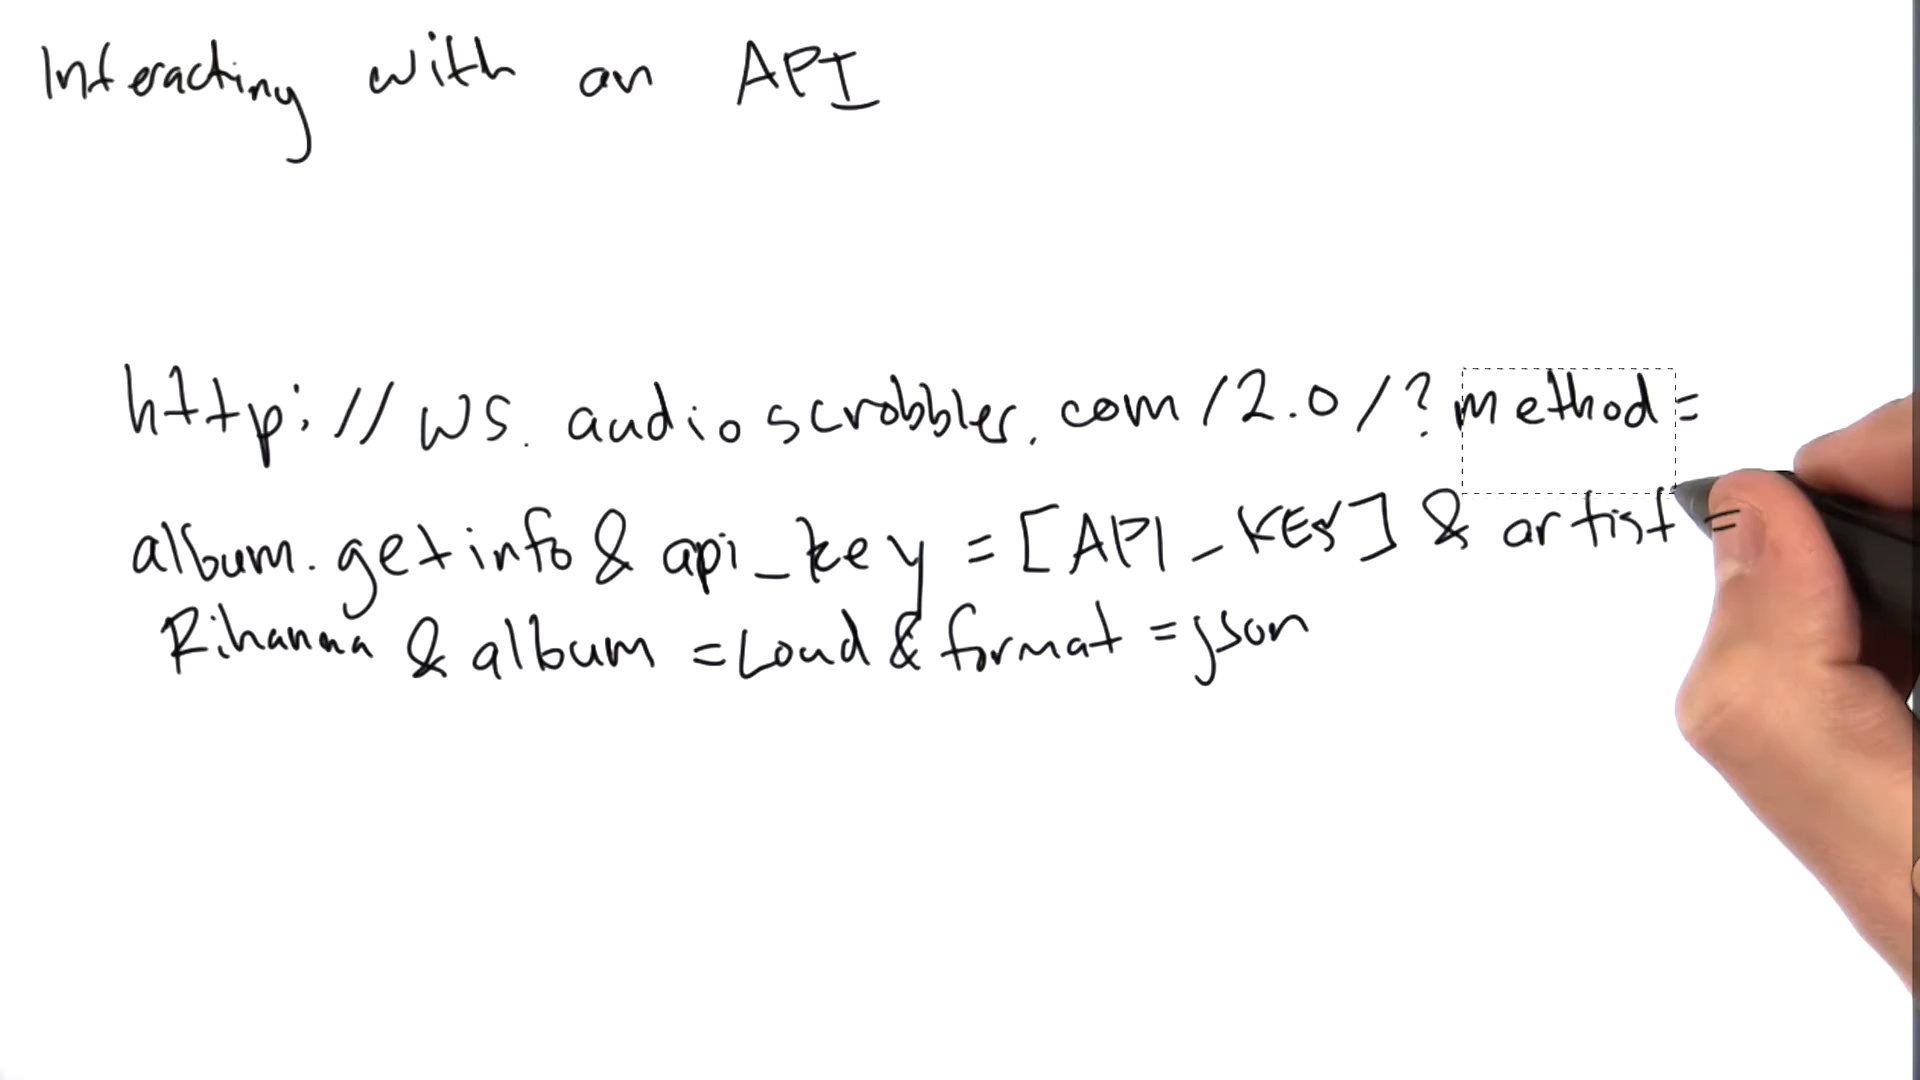 Interacting with an API
http://ws.audioscrobbler.com/2.0/?method=
album.getinfo&api_key=[API_KEY]&artist=
Rihanna&album=Loud&format=json